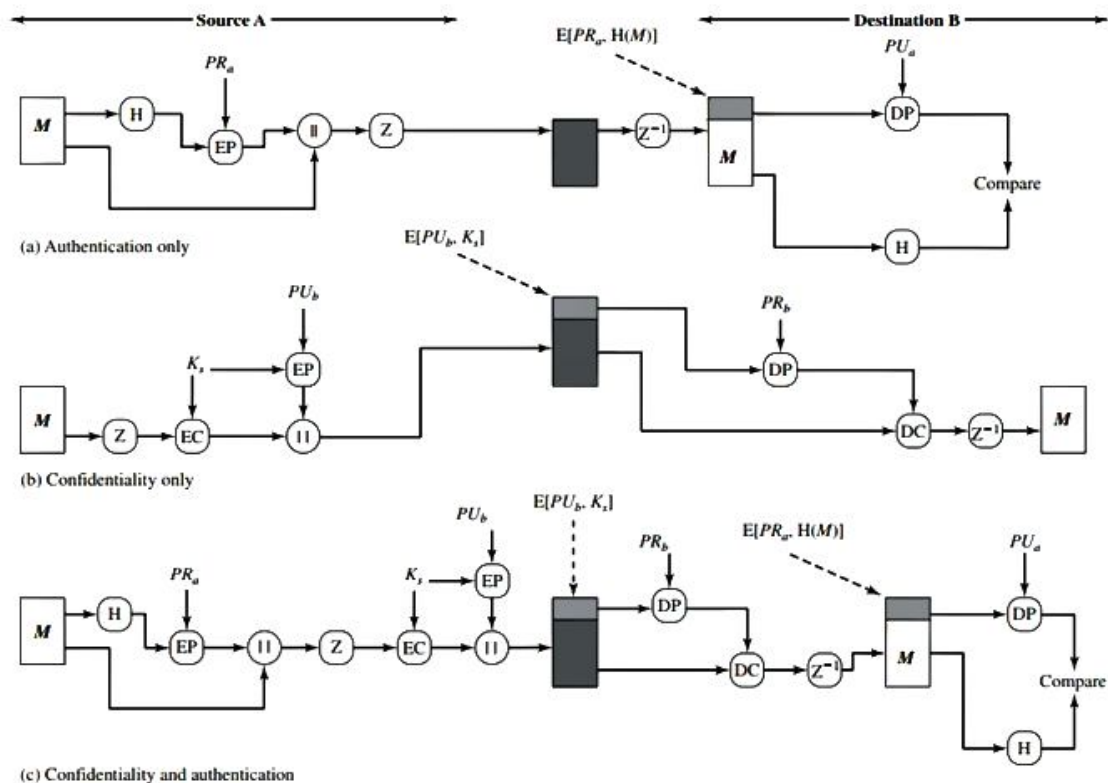 Source A
Destination B
E[PRa, H(M)]
PRa
PUa
M
H
EP
||
Z
Z⁻¹
M
DP
Compare
H
(a) Authentication only
E[PUb, Ks]
PUb
PRb
Ks
EP
DP
M
Z
EC
||
DC
Z⁻¹
M
(b) Confidentiality only
E[PUb, Ks]
PUb
PRb
E[PRa, H(M)]
PUa
PRa
Ks
EP
DP
DP
M
H
EP
||
Z
EC
||
DC
Z⁻¹
M
Compare
H
(c) Confidentiality and authentication